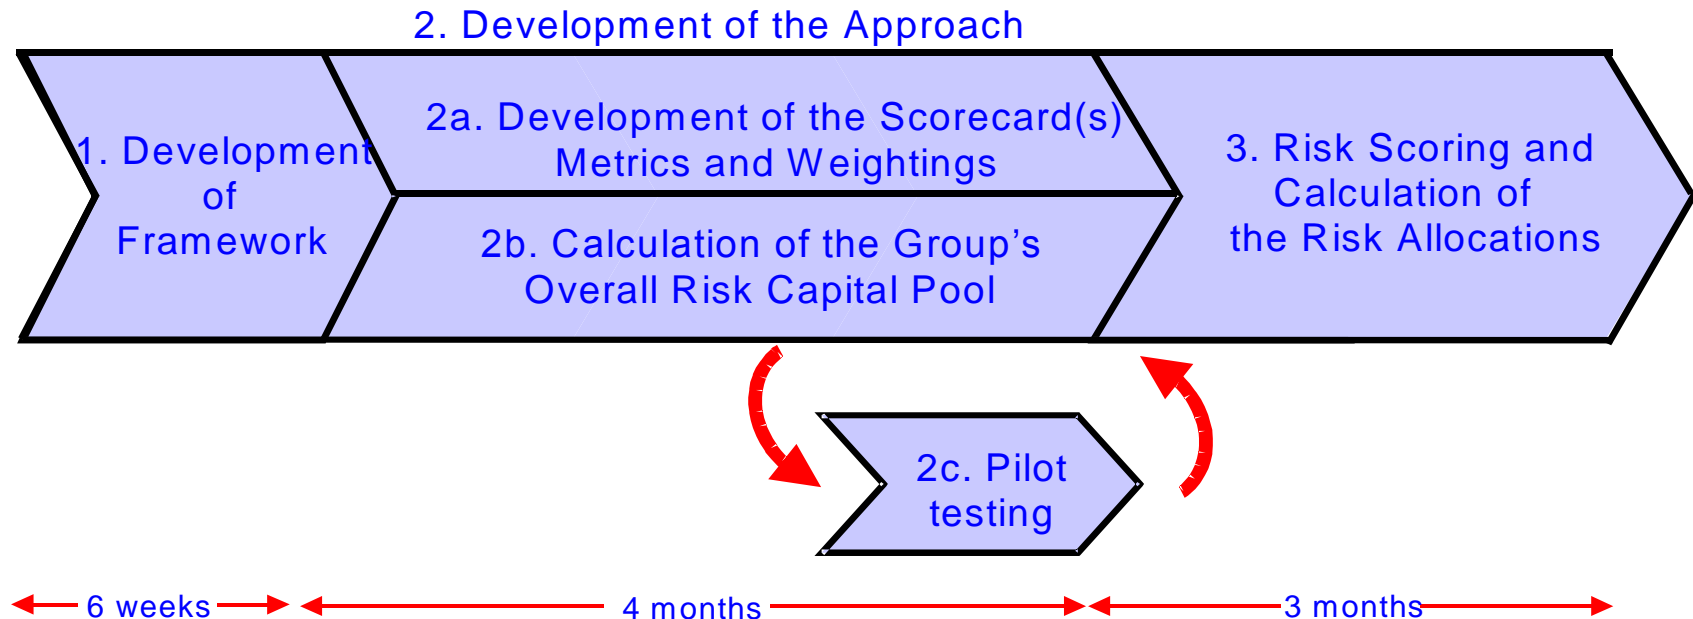 2. Development of the Approach
1. Development
of
Framework
2a. Development of the Scorecard(s)
Metrics and Weightings
2b. Calculation of the Group's
Overall Risk Capital Pool
3. Risk Scoring and
Calculation of
the Risk Allocations
2c. Pilot
testing
6 weeks
4 months
3 months